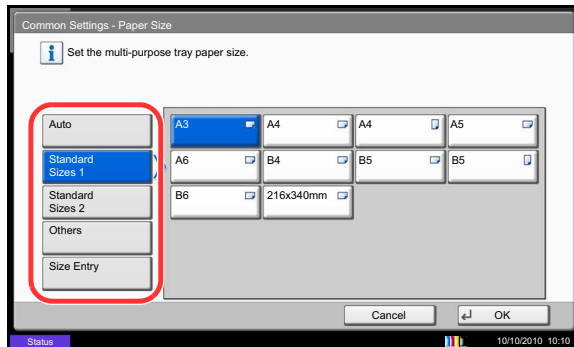 Common Settings - Paper Size
i Set the multi-purpose tray paper size.
Auto
Standard
Sizes 1
Standard
Sizes 2
Others
Size Entry
A3 A4 A4 A5
A6 B4 B5 B5
B6 216x340mm
Cancel OK
Status 10/10/2010 10:10